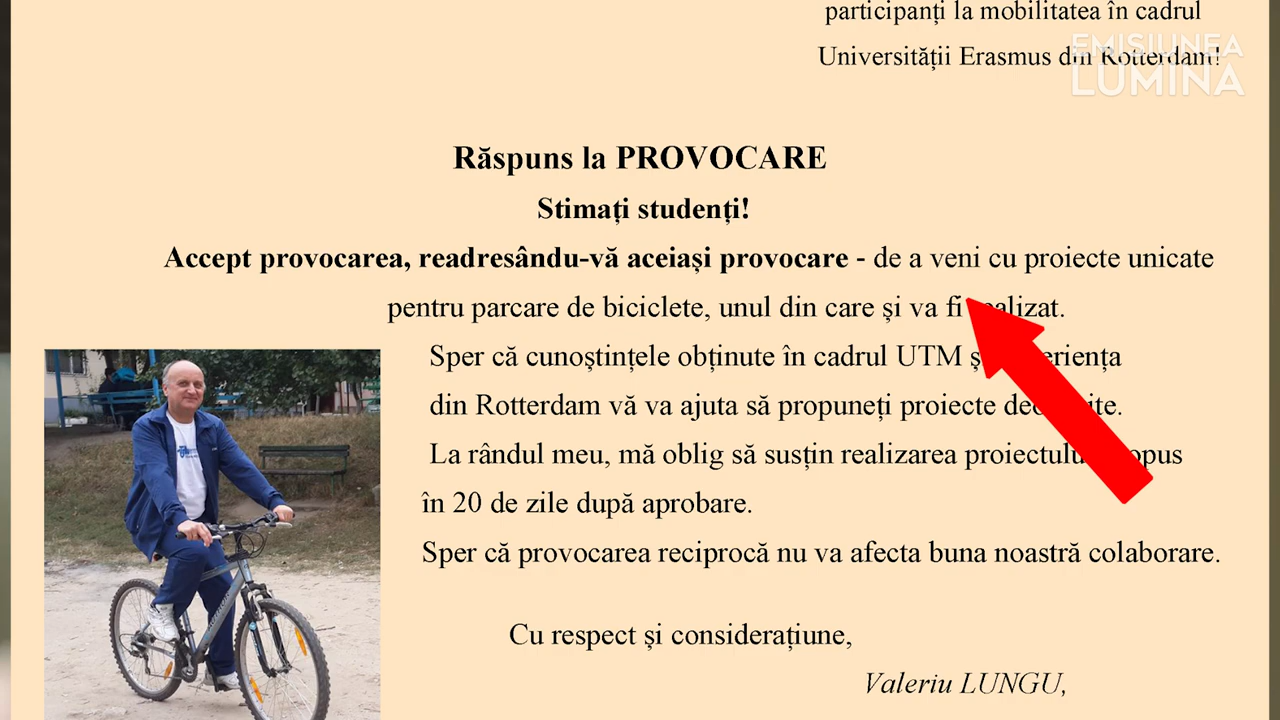 participanți la mobilitatea în cadrul
Universității Erasmus din Rotterdam!
EMISIUNEA
LUMINA
Răspuns la PROVOCARE
Stimați studenți!
Accept provocarea, readresându-vă aceiași provocare - de a veni cu proiecte unicate
pentru parcare de biciclete, unul din care și va fi
Sper că cunoștințele obținute în cadrul UTM
din Rotterdam vă va ajuta să propuneți proiecte
La rândul meu, mă oblig să susțin realizarea
în 20 de zile după aprobare.
Sper că provocarea reciprocă nu va afecta buna noastră colaborare.
Cu respect și considerațiune,
Valeriu LUNGU,